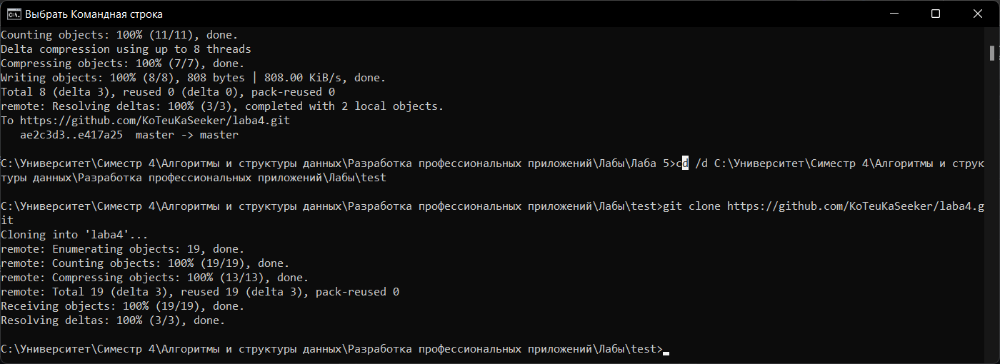 Выбрать Командная строка
Counting objects: 100% (11/11), done.
Delta compression using up to 8 threads
Compressing objects: 100% (7/7), done.
Writing objects: 100% (8/8), 808 bytes | 808.00 KiB/s, done.
Total 8 (delta 3), reused 0 (delta 0), pack-reused 0
remote: Resolving deltas: 100% (3/3), completed with 2 local objects.
To https://github.com/KoTeuKaSeeker/laba4.git
   ae2c3d3..e417a25  master -> master
C:\Университет\Симестр 4\Алгоритмы и структуры данных\Разработка профессиональных приложений\Лабы\Лаба 5>cd /d C:\Университет\Симестр 4\Алгоритмы и струк
туры данных\Разработка профессиональных приложений\Лабы\test
C:\Университет\Симестр 4\Алгоритмы и структуры данных\Разработка профессиональных приложений\Лабы\test>git clone https://github.com/KoTeuKaSeeker/laba4.g
it
Cloning into 'laba4'...
remote: Enumerating objects: 19, done.
remote: Counting objects: 100% (19/19), done.
remote: Compressing objects: 100% (13/13), done.
remote: Total 19 (delta 3), reused 19 (delta 3), pack-reused 0
Receiving objects: 100% (19/19), done.
Resolving deltas: 100% (3/3), done.
C:\Университет\Симестр 4\Алгоритмы и структуры данных\Разработка профессиональных приложений\Лабы\test>